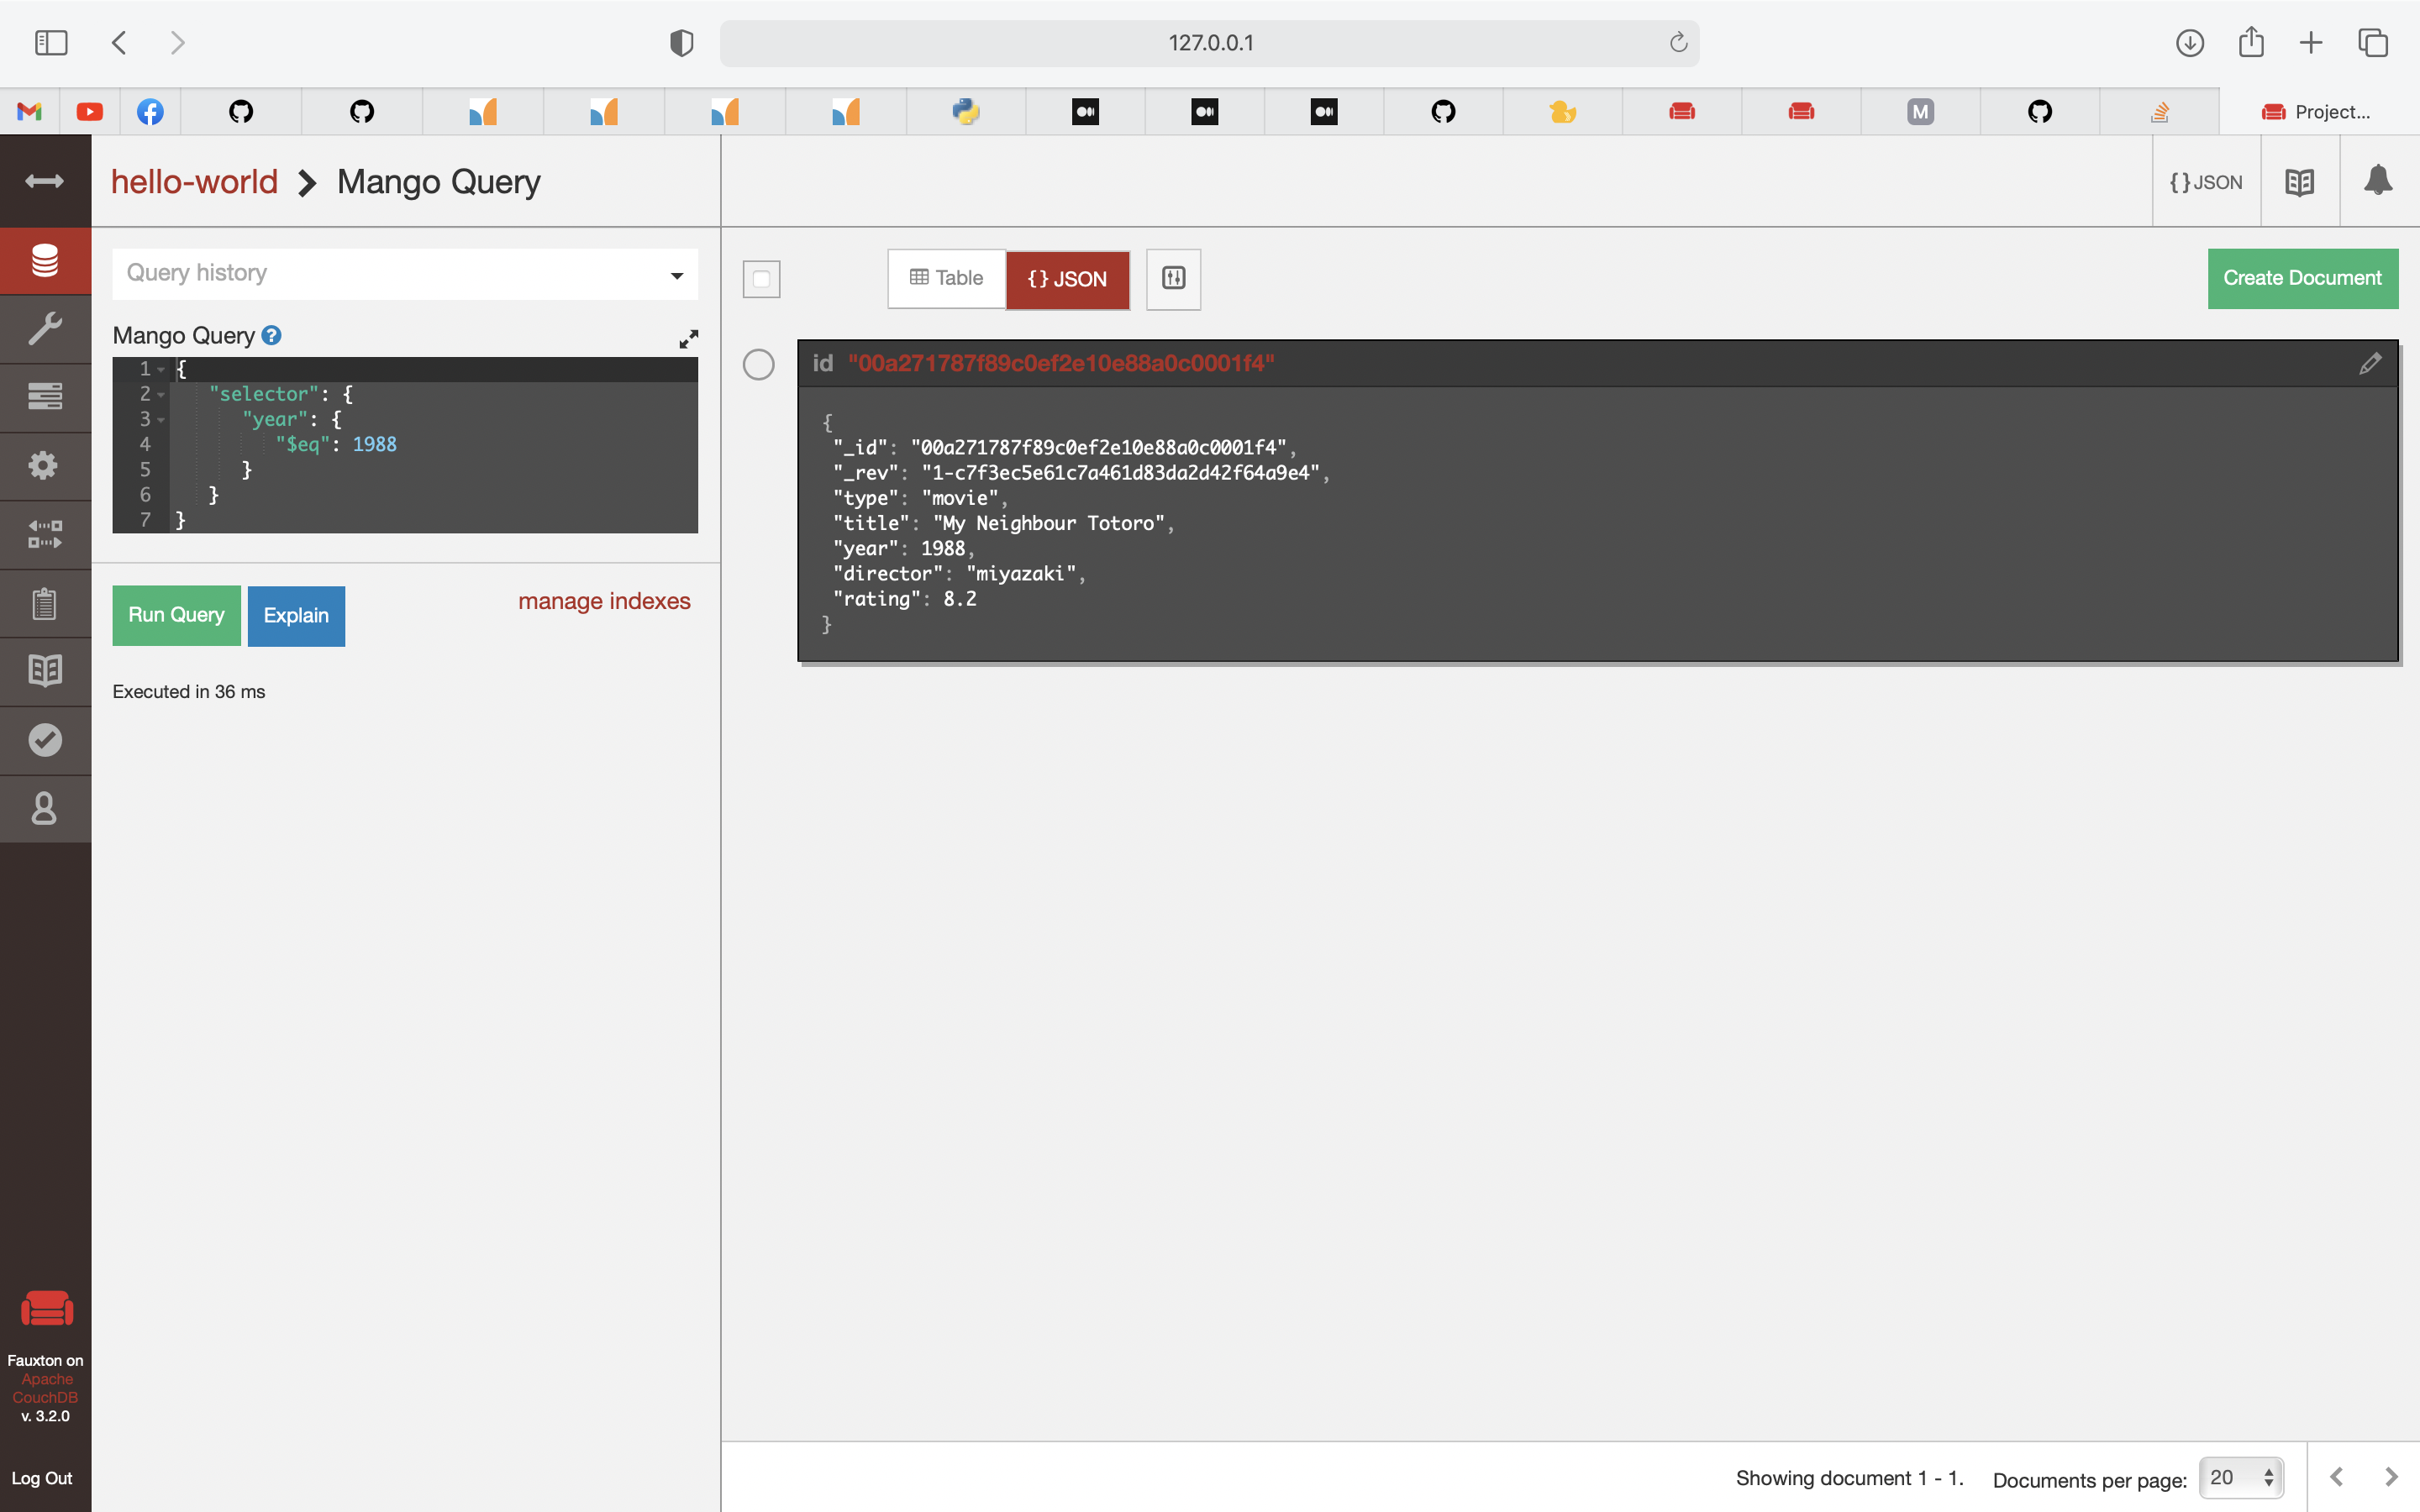 127.0.0.1
M
Project...
hello-world
Mango Query
{}JSON
Query history
Table
{} JSON
Create Document
Mango Query ?
1 {
2 "selector": {
3 "year": {
4 "$eq": 1988
5 }
6 }
7 }
Run Query
Explain
manage indexes
Executed in 36 ms
id "00a271787f89c0ef2e10e88a0c0001f4"
{
"_id": "00a271787f89c0ef2e10e88a0c0001f4",
"_rev": "1-c7f3ec5e61c7a461d83da2d42f64a9e4",
"type": "movie",
"title": "My Neighbour Totoro",
"year": 1988,
"director": "miyazaki",
"rating": 8.2
}
Fauxton on
Apache
CouchDB
v. 3.2.0
Log Out
Showing document 1 - 1.
Documents per page: 20